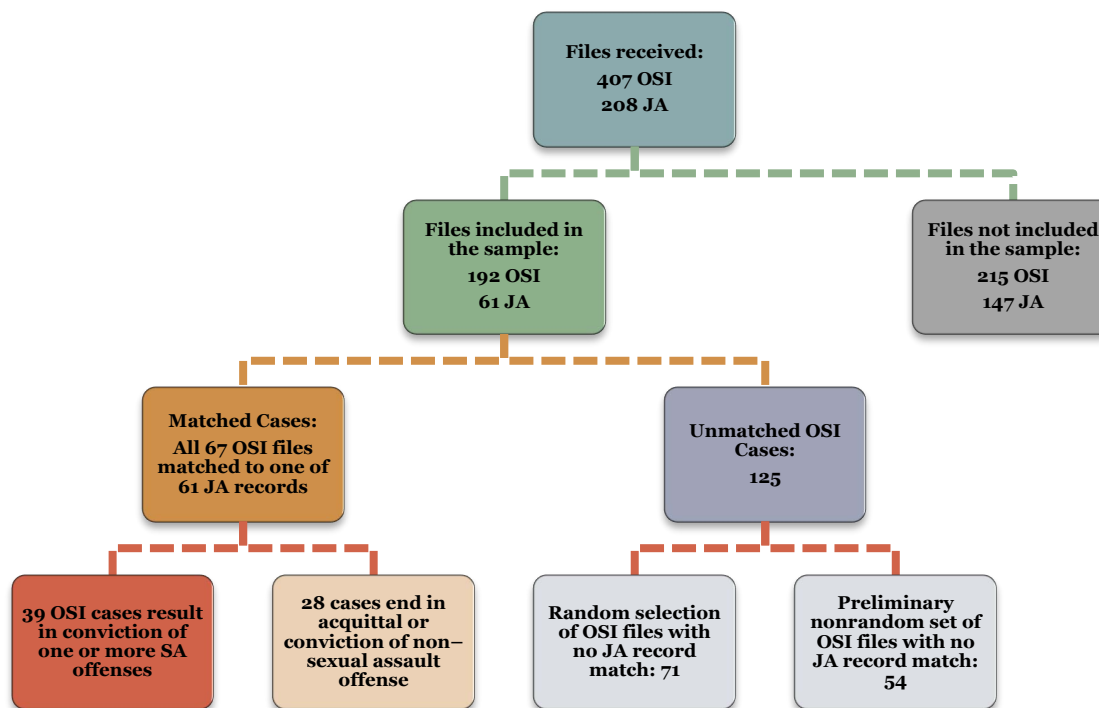 Files received:
407 OSI
208 JA
Files included in
the sample:
192 OSI
61 JA
Files not included
in the sample:
215 OSI
147 JA
Matched Cases:
All 67 OSI files
matched to one of
61 JA records
Unmatched OSI
Cases:
125
39 OSI cases result
in conviction of
one or more SA
offenses
28 cases end in
acquittal or
conviction of non–
sexual assault
offense
Random selection
of OSI files with
no JA record
match: 71
Preliminary
nonrandom set of
OSI files with no
JA record match:
54